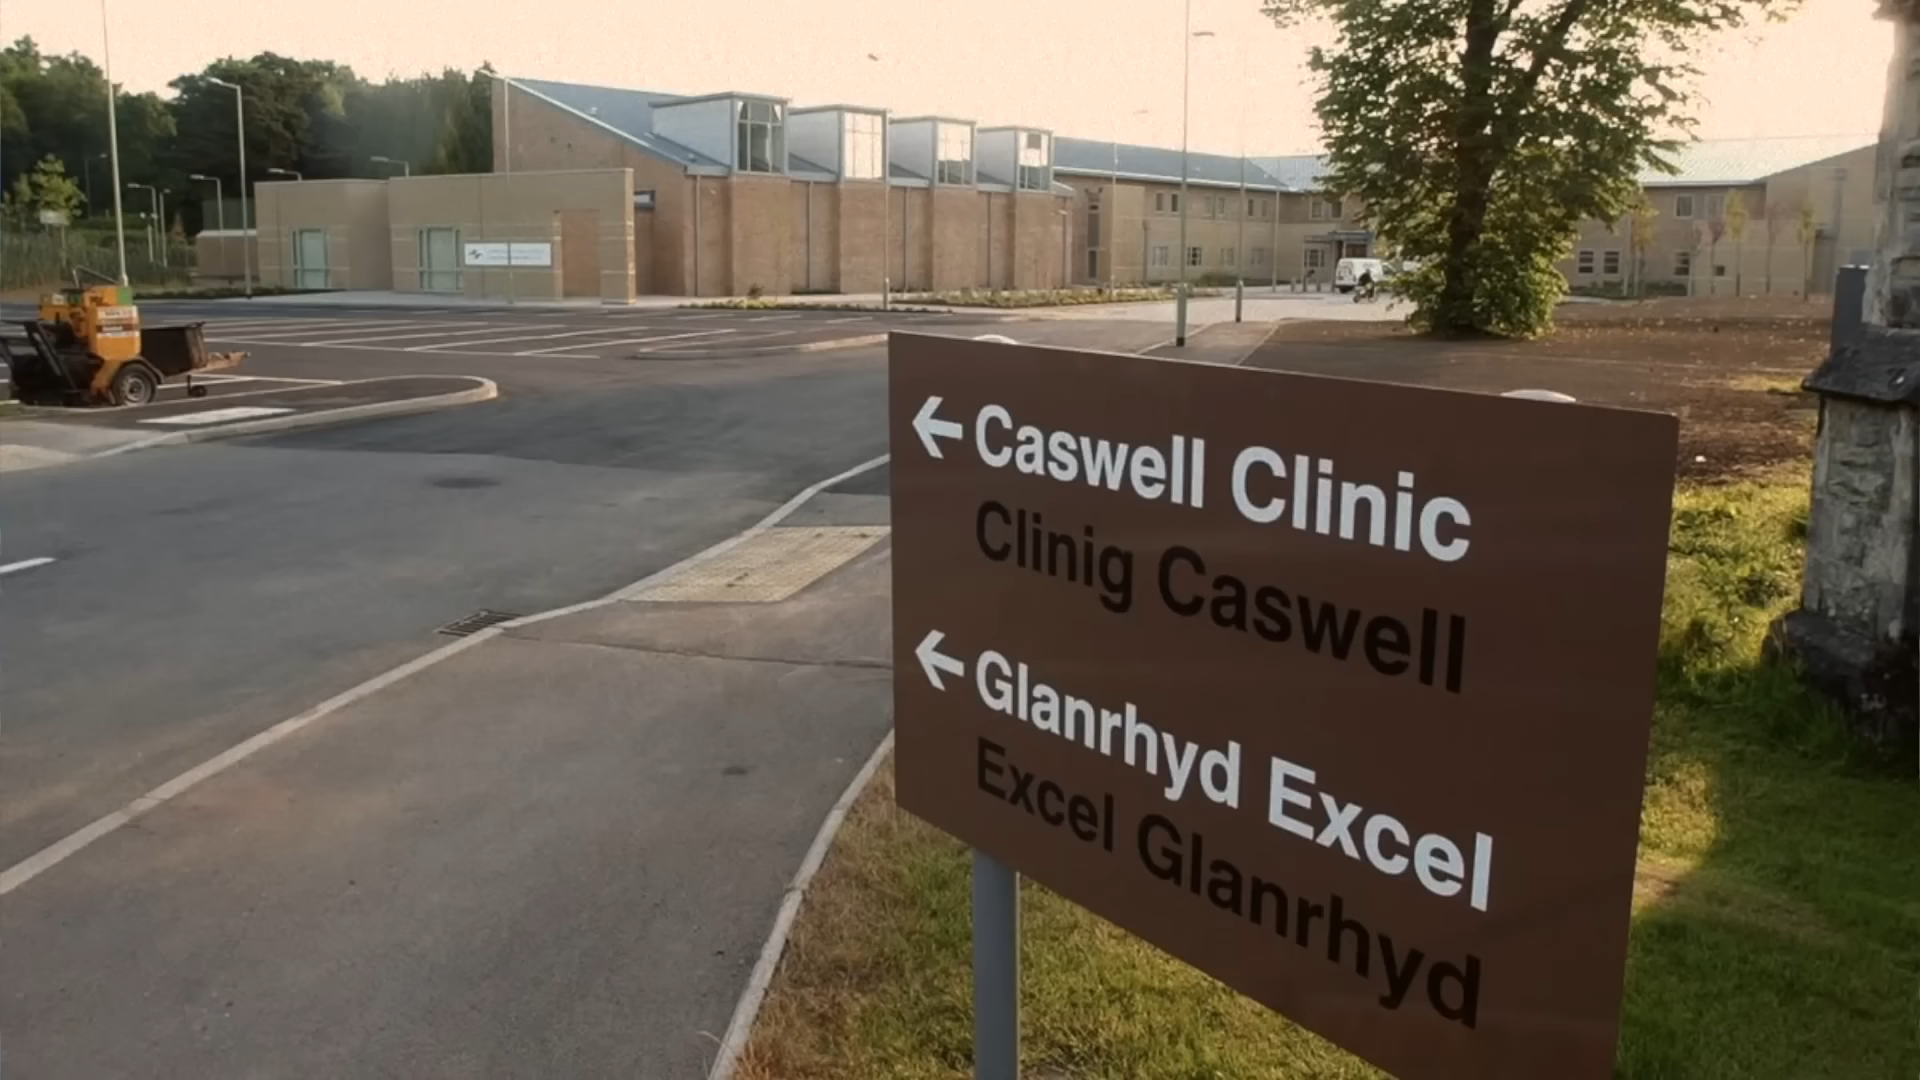 ← Caswell Clinic
Clinig Caswell
← Glanrhyd Excel
Excel Glanrhyd